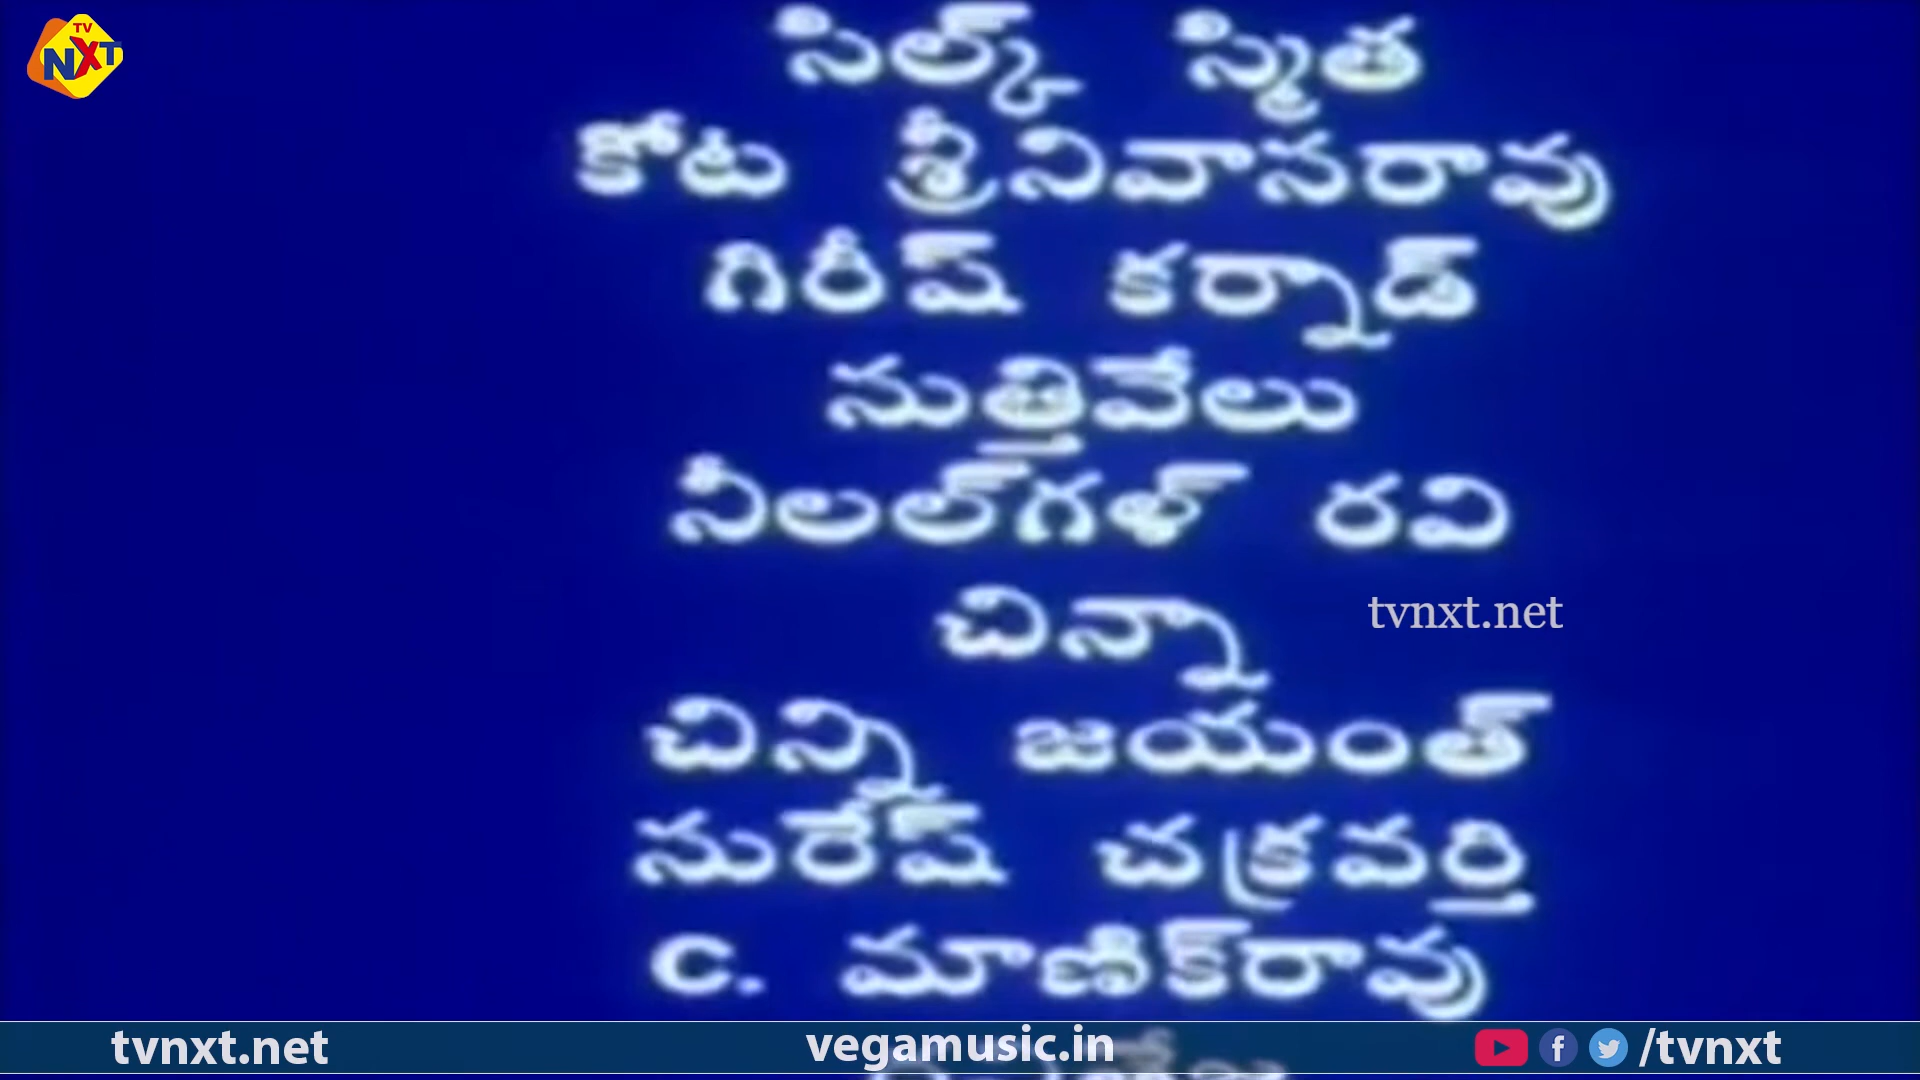 TV
NXT
సిల్క్ స్మిత
కోట శ్రీనివాసరావు
గిరీష్ కర్నాడ్
సుత్తివేలు
నీలల్‌గళ్ రవి
చిన్నా
tvnxt.net
చిన్ని జయంత్
సురేష్ చక్రవర్తి
C. మాణిక్‌రావు
tvnxt.net
vegamusic.in
/tvnxt